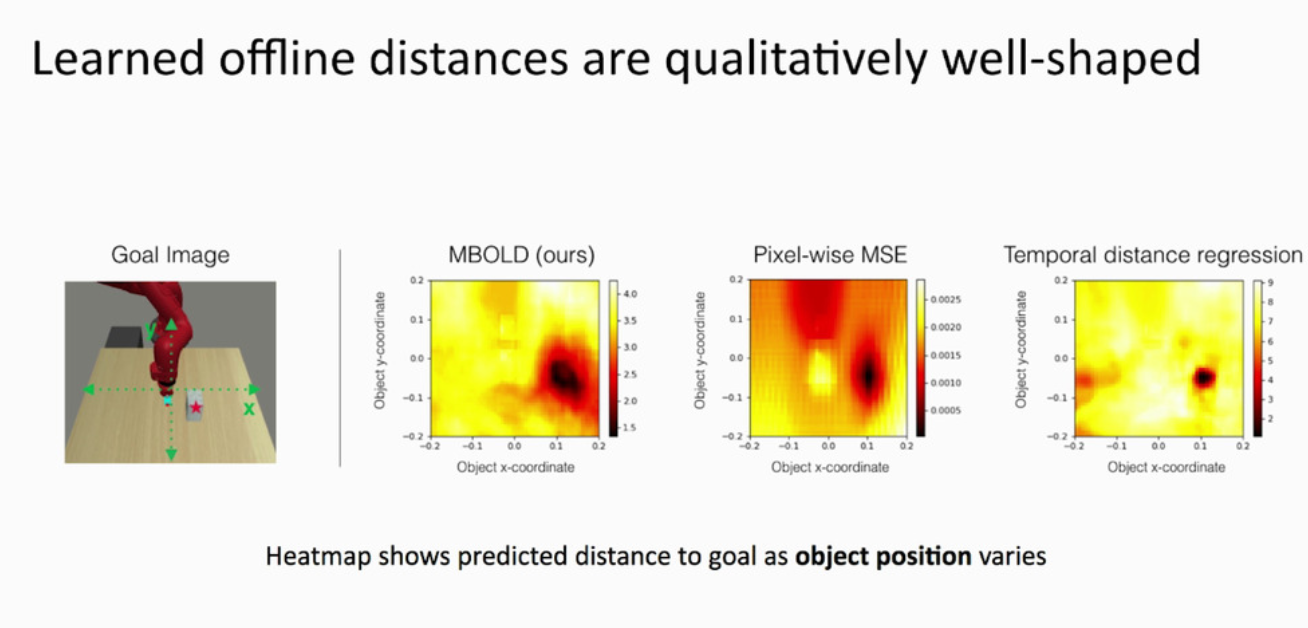 Learned offline distances are qualitatively well-shaped
Goal Image
y
x
MBOLD (ours)
Object y-coordinate
0.2
0.1
0.0
−0.1
−0.2
−0.2 −0.1 0.0 0.1 0.2
Object x-coordinate
4.0
3.5
3.0
2.5
2.0
1.5
Pixel-wise MSE
Object y-coordinate
0.2
0.1
0.0
−0.1
−0.2
−0.2 −0.1 0.0 0.1 0.2
Object x-coordinate
0.0025
0.0020
0.0015
0.0010
0.0005
Temporal distance regression
Object y-coordinate
0.2
0.1
0.0
−0.1
−0.2
−0.2 −0.1 0.0 0.1 0.2
Object x-coordinate
9
8
7
6
5
4
3
2
Heatmap shows predicted distance to goal as object position varies